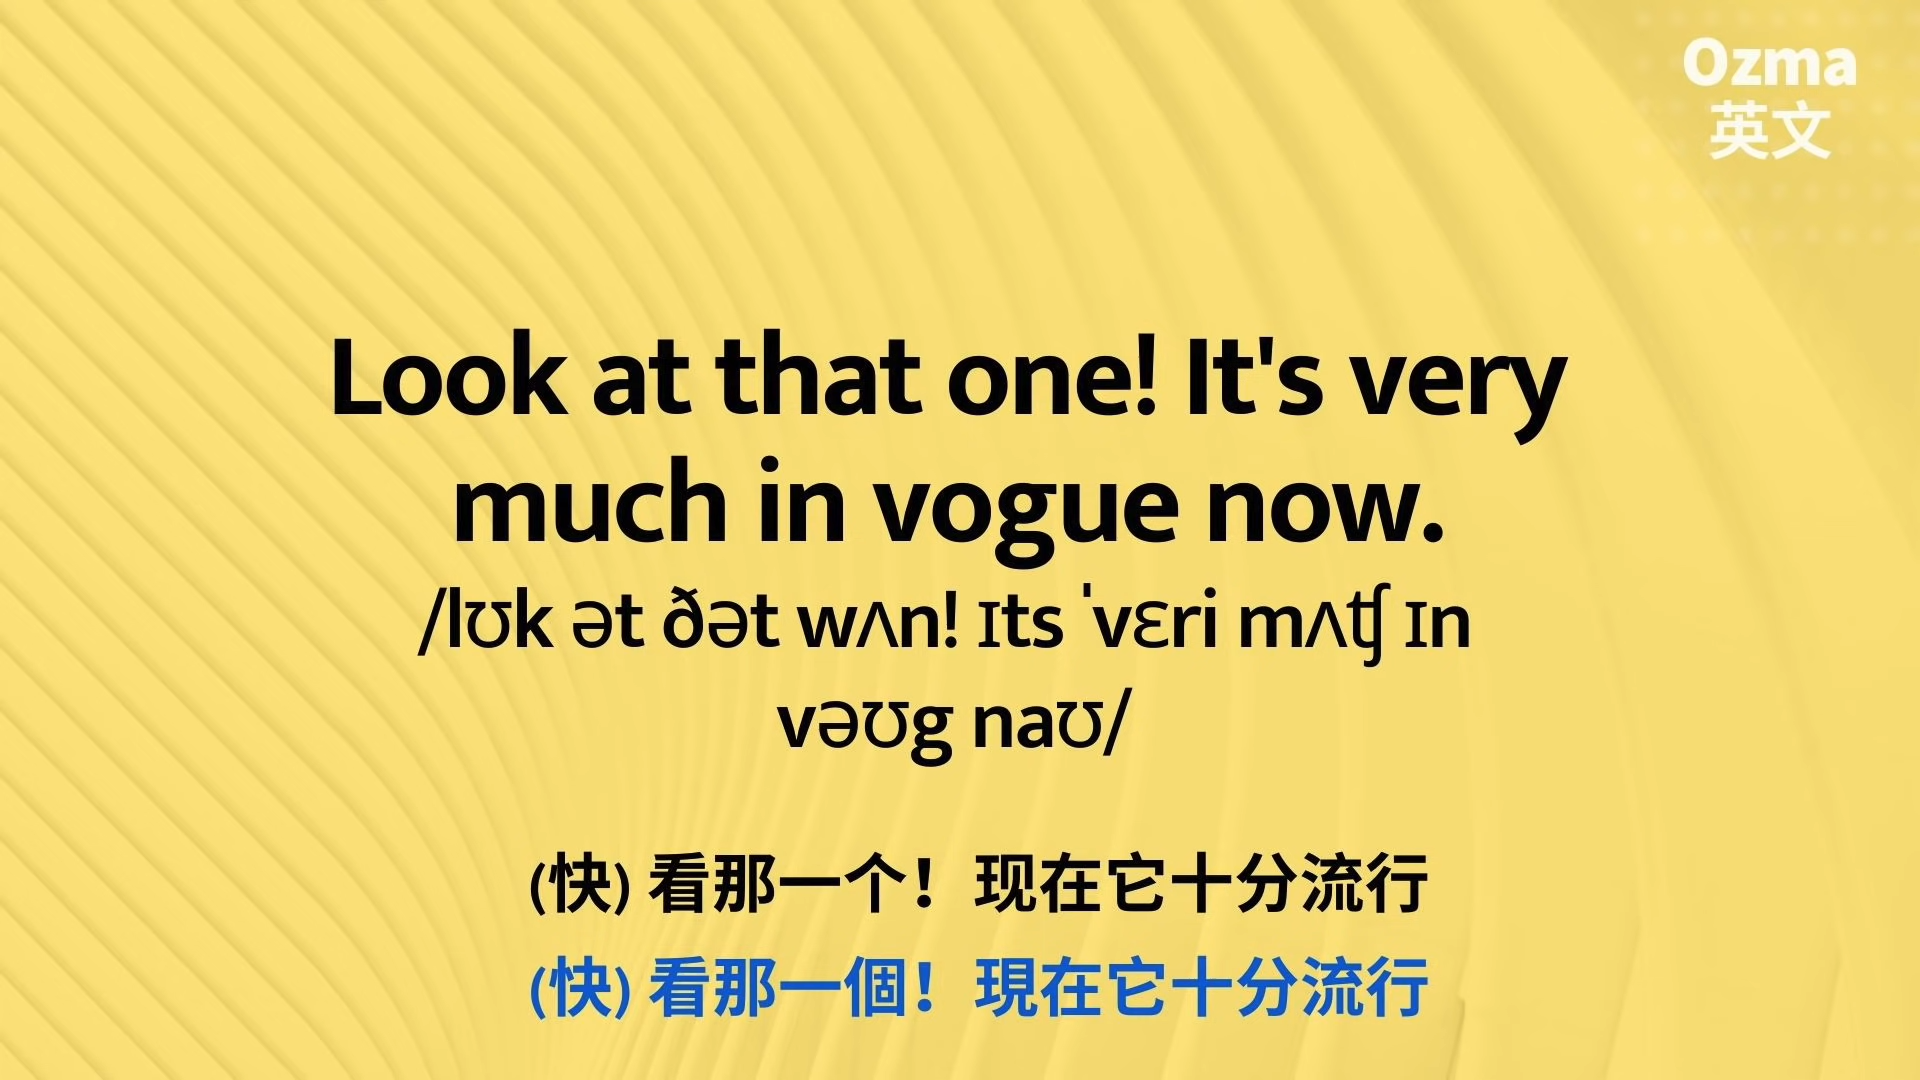 Ozma
英文
Look at that one! It's very
much in vogue now.
/lʊk ət ðət wʌn! ɪts ˈvɛri mʌʧ ɪn
vəʊg naʊ/
(快) 看那一个！现在它十分流行
(快) 看那一個！現在它十分流行